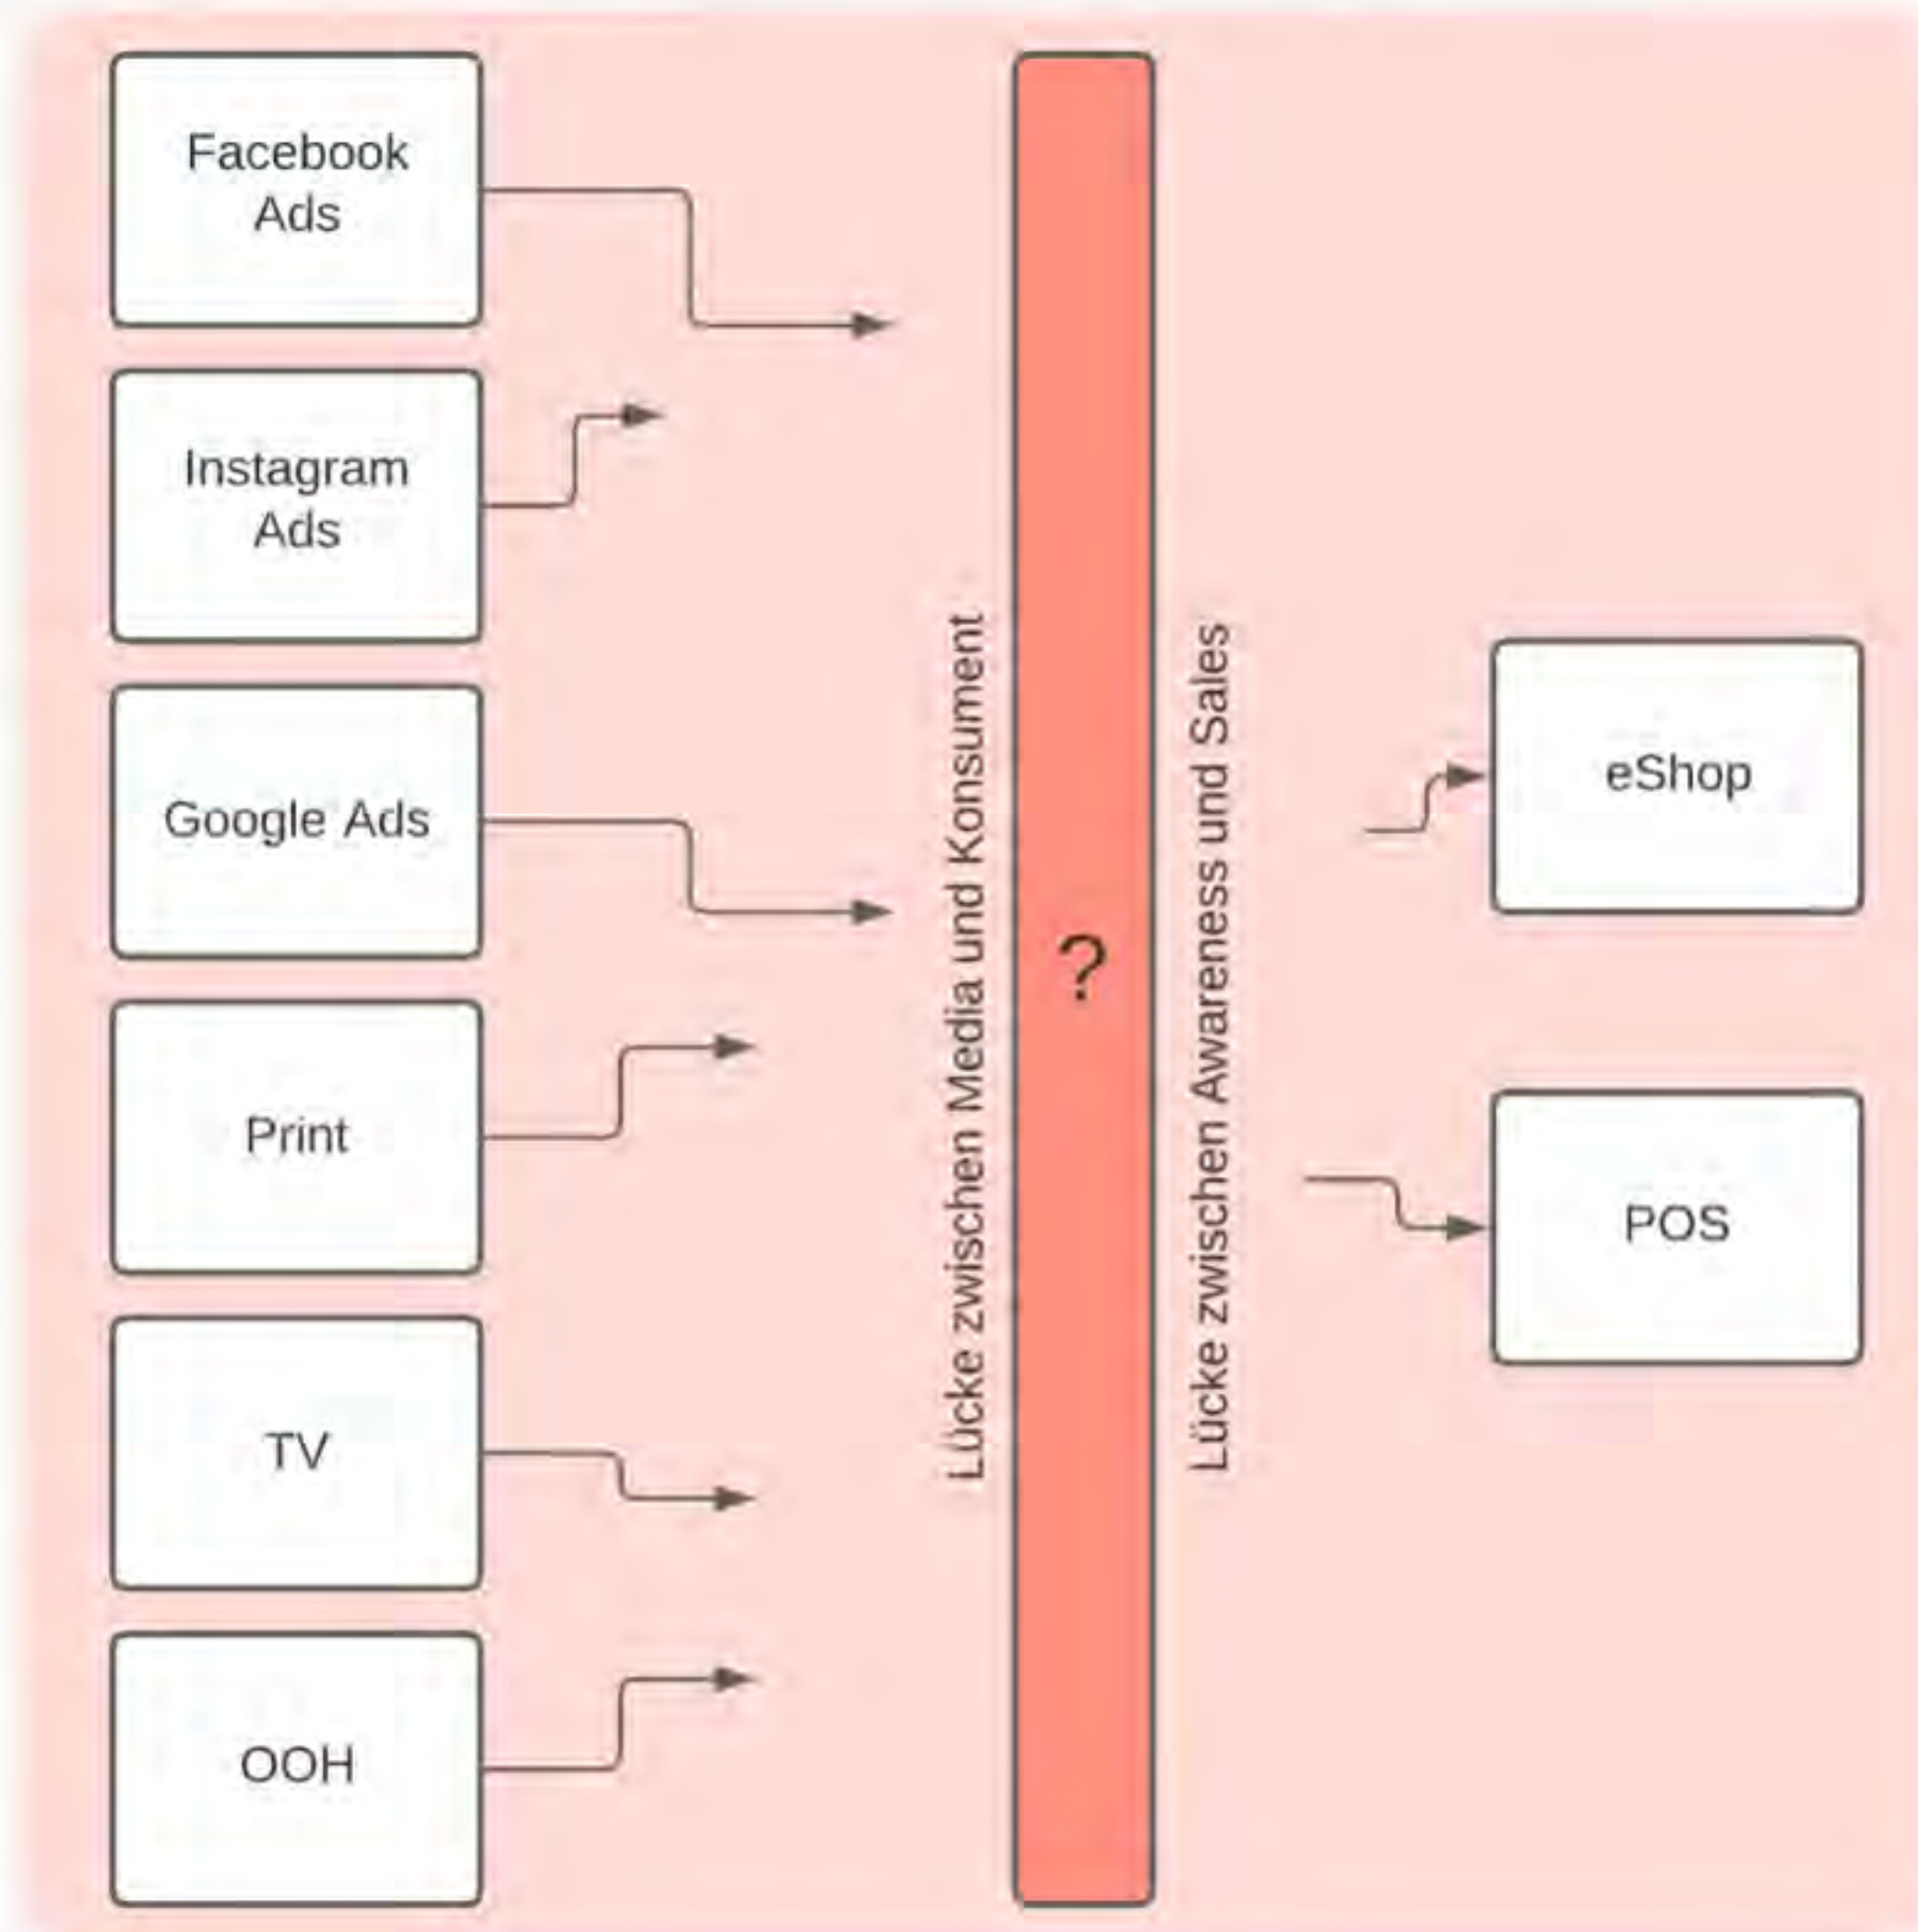 Facebook
Ads
Instagram
Ads
Google Ads
Print
TV
OOH
Lücke zwischen Media und Konsument
?
Lücke zwischen Awareness und Sales
eShop
POS